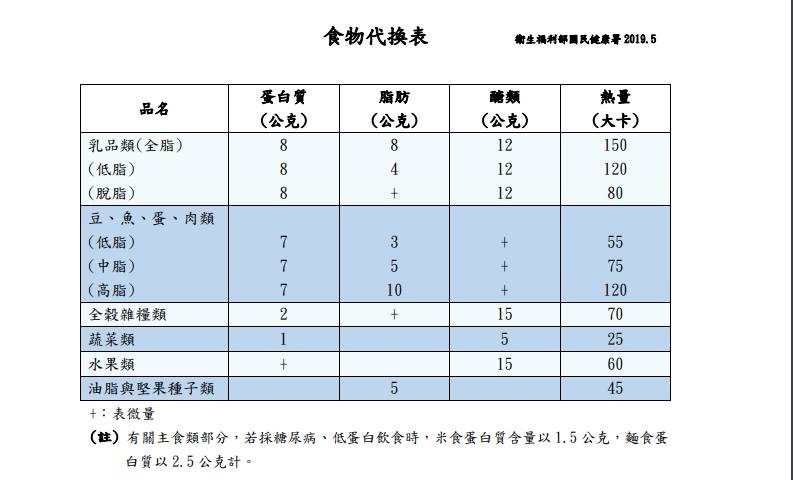 食物代換表
衛生福利部國民健康署 2019.5
品名 蛋白質 (公克) 脂肪 (公克) 醣類 (公克) 熱量 (大卡)
乳品類(全脂) 8 8 12 150
(低脂) 8 4 12 120
(脫脂) 8 + 12 80
豆、魚、蛋、肉類
(低脂) 7 3 + 55
(中脂) 7 5 + 75
(高脂) 7 10 + 120
全穀雜糧類 2 + 15 70
蔬菜類 1 5 25
水果類 + 15 60
油脂與堅果種子類 5 45
+：表微量
(註) 有關主食類部分，若採糖尿病、低蛋白飲食時，米食蛋白質含量以1.5公克，麵食蛋
白質以2.5公克計。